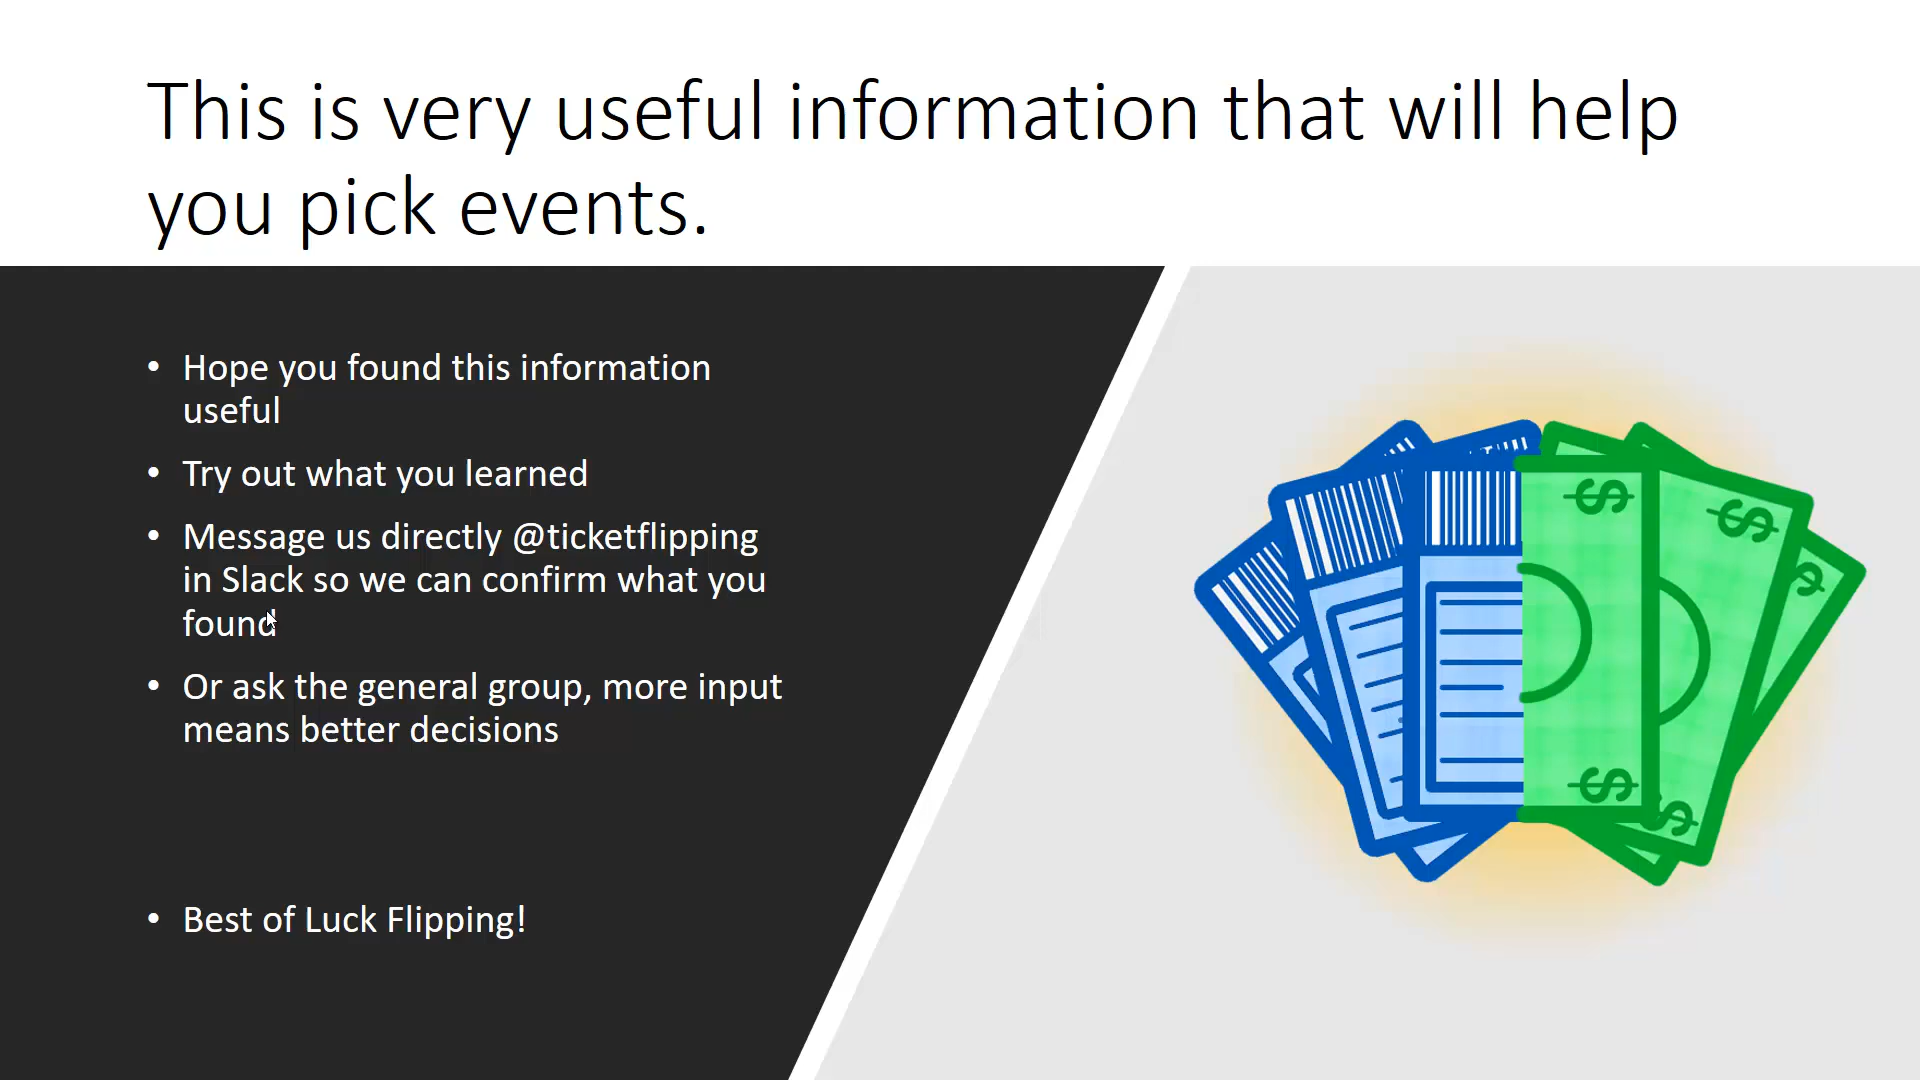 This is very useful information that will help
you pick events.
• Hope you found this information
useful
• Try out what you learned
• Message us directly @ticketflipping
in Slack so we can confirm what you
found
• Or ask the general group, more input
means better decisions
• Best of Luck Flipping!
$
$
$
$
$